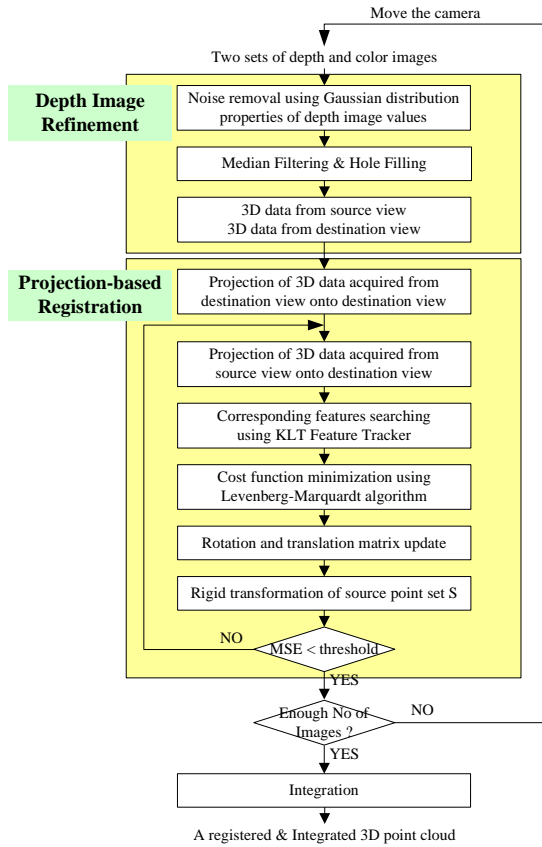 Move the camera
Two sets of depth and color images
Depth Image
Refinement
Noise removal using Gaussian distribution
properties of depth image values
Median Filtering & Hole Filling
3D data from source view
3D data from destination view
Projection-based
Registration
Projection of 3D data acquired from
destination view onto destination view
Projection of 3D data acquired from
source view onto destination view
Corresponding features searching
using KLT Feature Tracker
Cost function minimization using
Levenberg-Marquardt algorithm
Rotation and translation matrix update
Rigid transformation of source point set S
NO
MSE < threshold
YES
Enough No of
Images ?
NO
YES
Integration
A registered & Integrated 3D point cloud